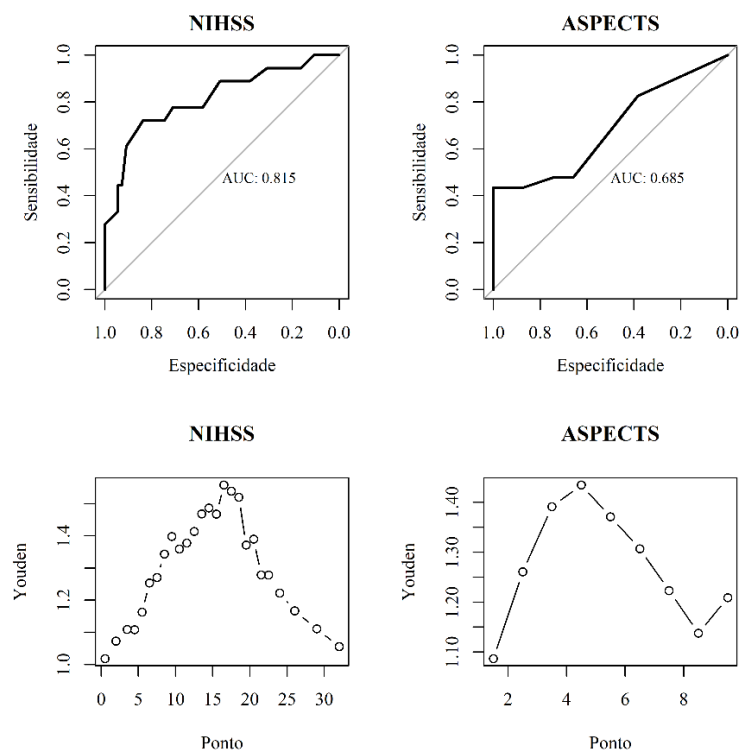 NIHSS
Sensibilidade
1.0
0.8
0.6
0.4
0.2
0.0
AUC: 0.815
1.0 0.8 0.6 0.4 0.2 0.0
Especificidade
ASPECTS
Sensibilidade
1.0
0.8
0.6
0.4
0.2
0.0
AUC: 0.685
1.0 0.8 0.6 0.4 0.2 0.0
Especificidade
NIHSS
Youden
1.4
1.2
1.0
0 5 10 15 20 25 30
Ponto
ASPECTS
Youden
1.40
1.30
1.20
1.10
2 4 6 8
Ponto